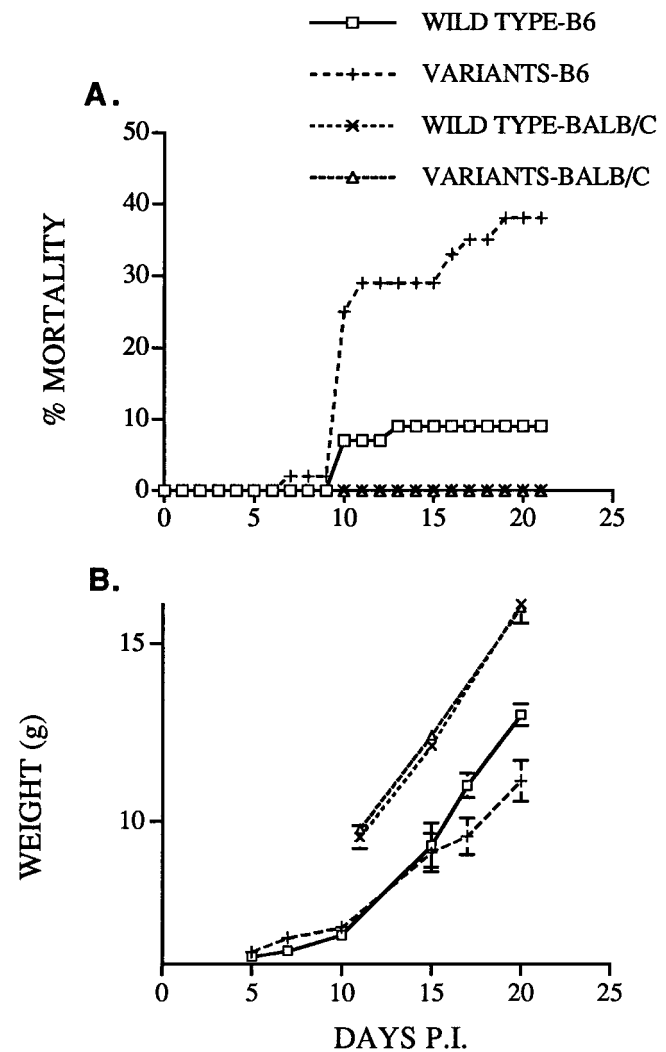 WILD TYPE-B6
VARIANTS-B6
WILD TYPE-BALB/C
VARIANTS-BALB/C
A.
50
40
30
20
10
0
% MORTALITY
0 5 10 15 20 25
B.
15
10
WEIGHT (g)
0 5 10 15 20 25
DAYS P.I.